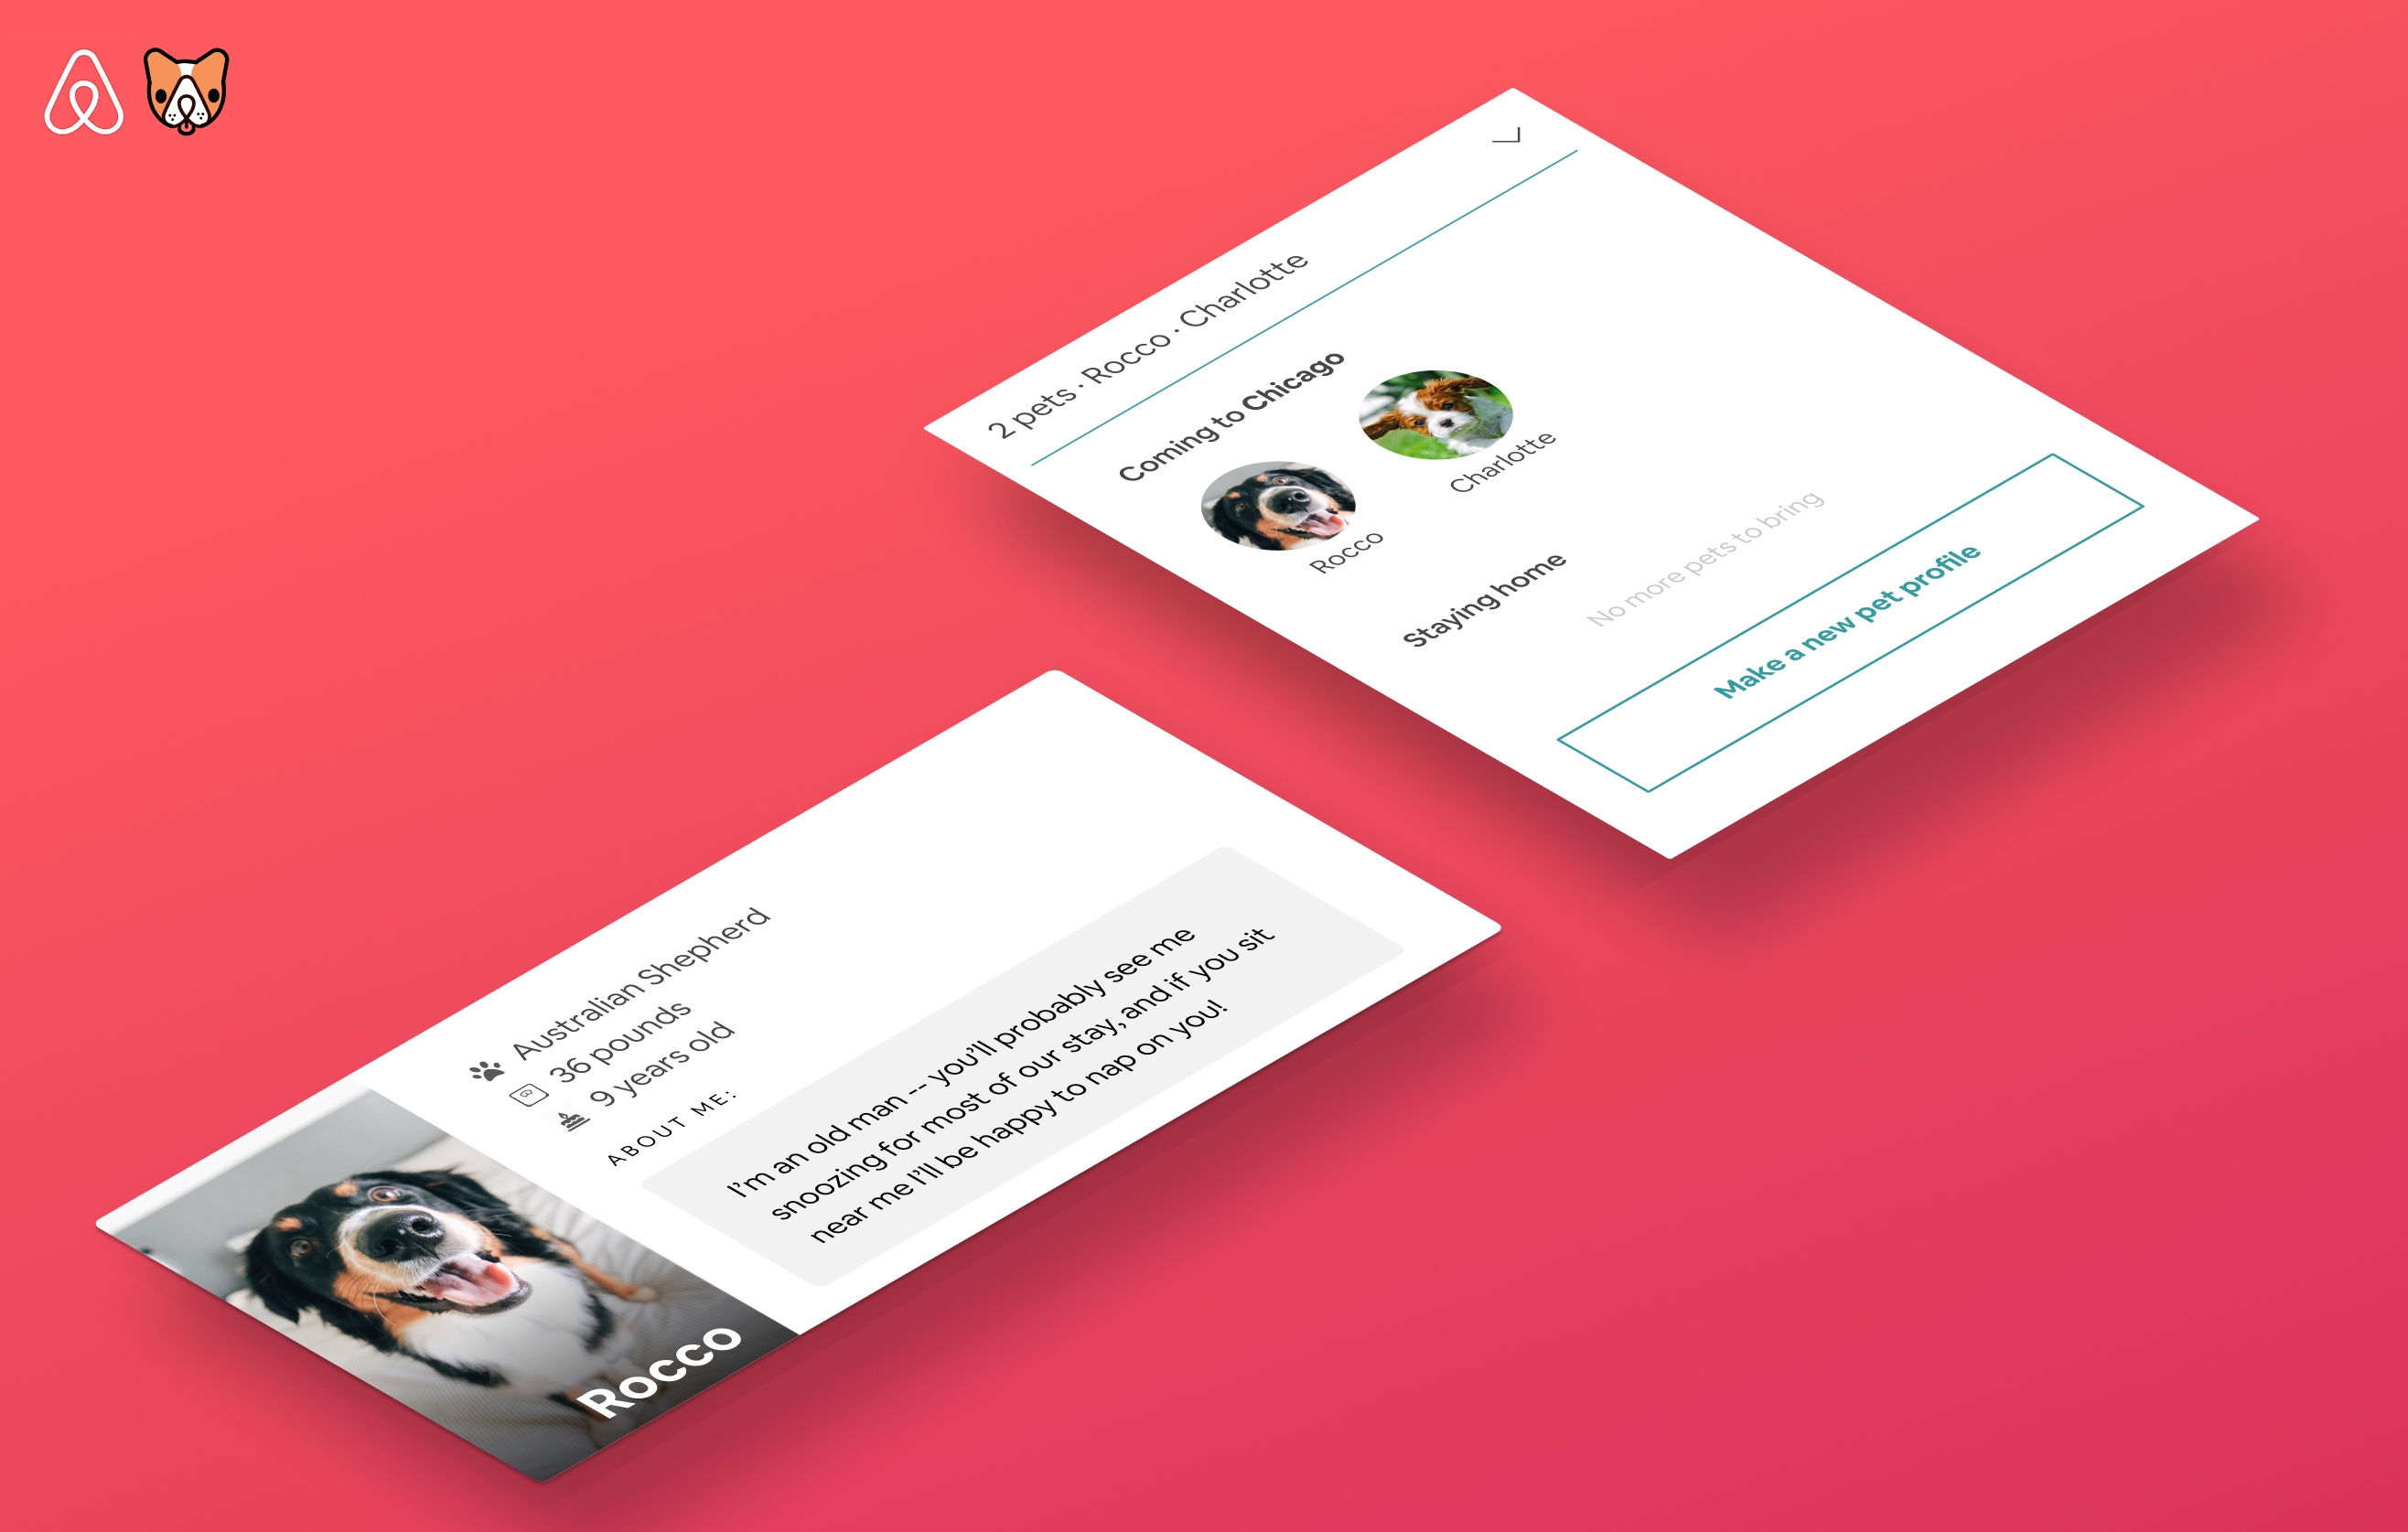 2 pets · Rocco · Charlotte
Coming to Chicago
Rocco
Charlotte
Staying home
No more pets to bring
Make a new pet profile
Australian Shepherd
36 pounds
9 years old
ABOUT ME:
I'm an old man -- you'll probably see me
snoozing for most of our stay, and if you sit
near me I'll be happy to nap on you!
Rocco